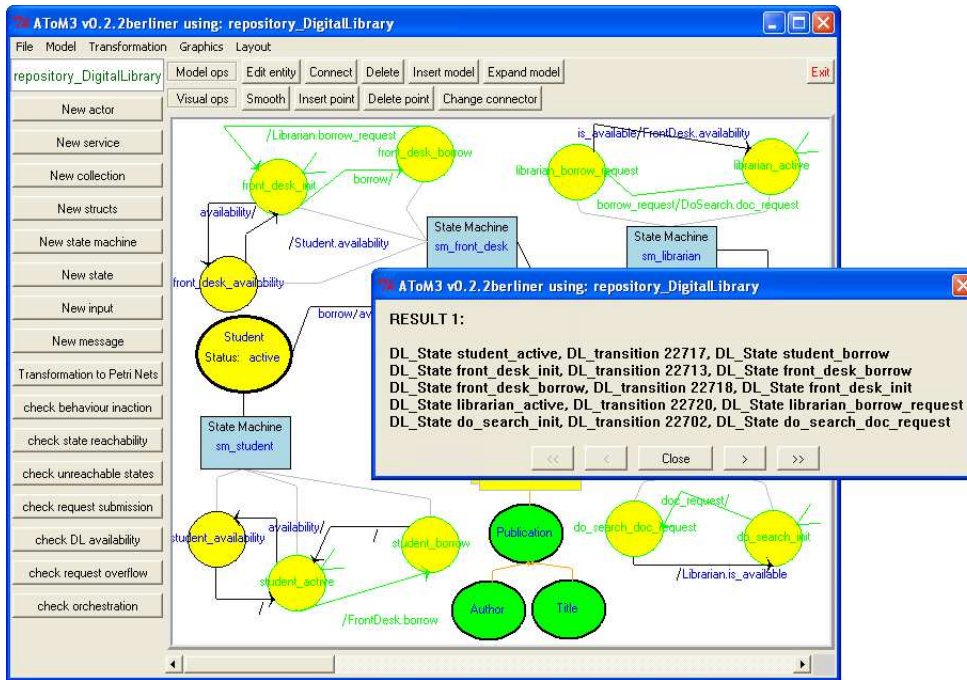 AToM3 v0.2.2berliner using: repository_DigitalLibrary
File Model Transformation Graphics Layout
repository_DigitalLibrary
Model ops Edit entity Connect Delete Insert model Expand model Exit
Visual ops Smooth Insert point Delete point Change connector
New actor
New service
New collection
New structs
New state machine
New state
New input
New message
Transformation to Petri Nets
check behaviour inaction
check state reachability
check unreachable states
check request submission
check DL availability
check request overflow
check orchestration
/Librarian.borrow_request
front_desk_borrow
front_desk_init
borrow/
availability/
/Student.availability
front_desk_availability
State Machine
sm_front_desk
is_available/FrontDesk.availability
librarian_borrow_request
librarian_active
borrow_request/DoSearch.doc_request
State Machine
sm_librarian
borrow/av
Student
Status: active
State Machine
sm_student
AToM3 v0.2.2berliner using: repository_DigitalLibrary
RESULT 1:
DL_State student_active, DL_transition 22717, DL_State student_borrow
DL_State front_desk_init, DL_transition 22713, DL_State front_desk_borrow
DL_State front_desk_borrow, DL_transition 22718, DL_State front_desk_init
DL_State librarian_active, DL_transition 22720, DL_State librarian_borrow_request
DL_State do_search_init, DL_transition 22702, DL_State do_search_doc_request
<< < Close > >>
student_availability
availability/
/
student_borrow
student_active
/
/FrontDesk.borrow
Publication
Author
Title
doc_request/
do_search_doc_request
do_search_init
/Librarian.is_available